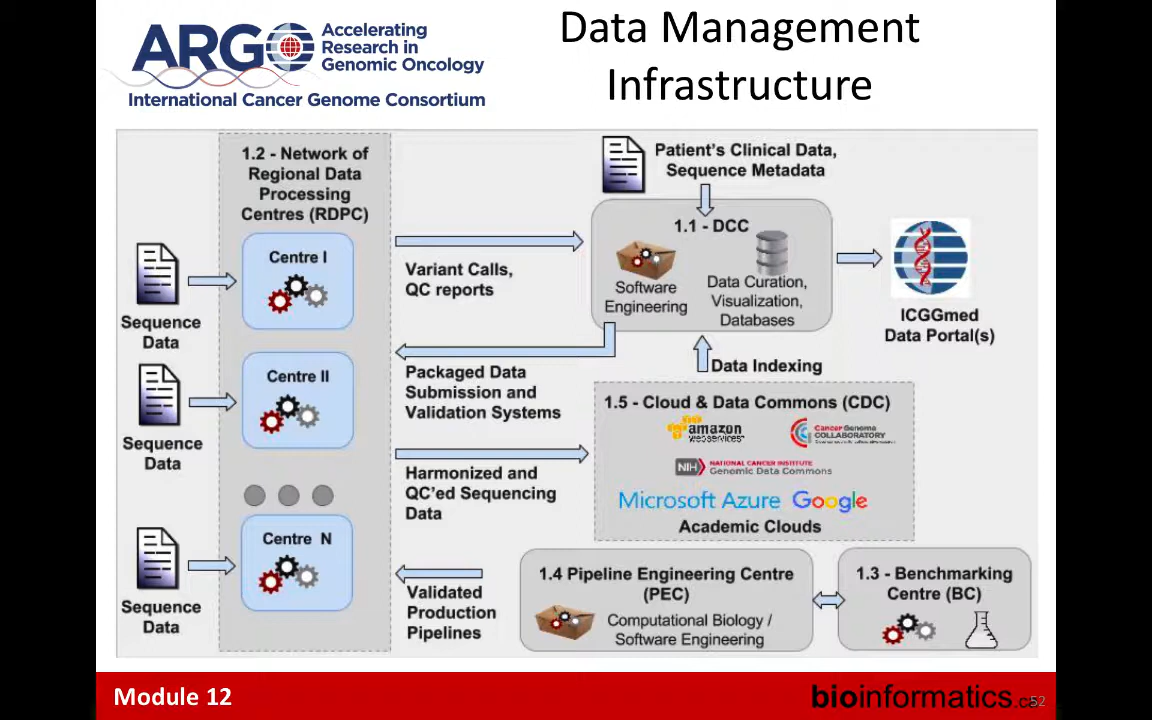 ARGO
Accelerating
Research in
Genomic Oncology
International Cancer Genome Consortium
Data Management
Infrastructure
1.2 - Network of
Regional Data
Processing
Centres (RDPC)
Sequence
Data
Centre I
Sequence
Data
Centre II
Sequence
Data
Centre N
Variant Calls,
QC reports
Packaged Data
Submission and
Validation Systems
Harmonized and
QC'ed Sequencing
Data
Validated
Production
Pipelines
Patient's Clinical Data,
Sequence Metadata
1.1 - DCC
Software
Engineering
Data Curation,
Visualization,
Databases
ICGGmed
Data Portal(s)
Data Indexing
1.5 - Cloud & Data Commons (CDC)
amazon
webservices
Cancer Genome
COLLABORATORY
NIH NATIONAL CANCER INSTITUTE
Genomic Data Commons
Microsoft Azure Google
Academic Clouds
1.4 Pipeline Engineering Centre
(PEC)
Computational Biology /
Software Engineering
1.3 - Benchmarking
Centre (BC)
Module 12
bioinformatics.ca
52